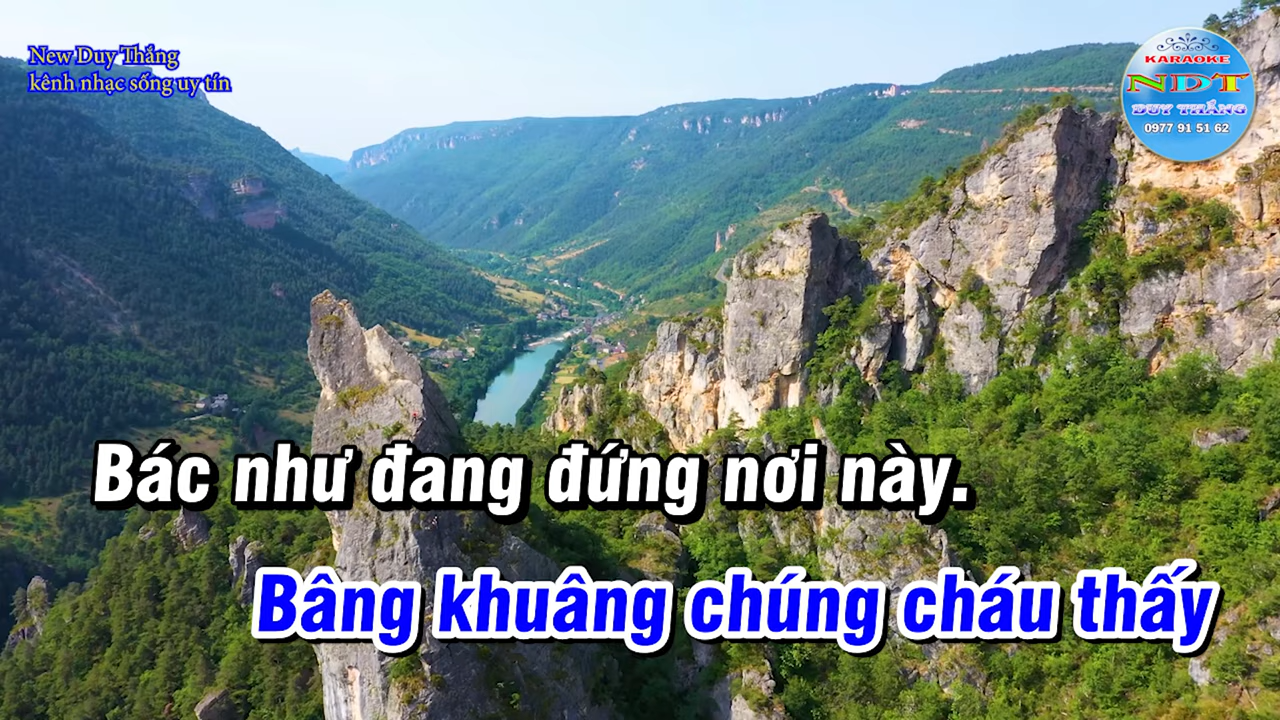 New Duy Thắng
kênh nhạc sống uy tín
KARAOKE
NDT
DUY THẮNG
0977 91 51 62
Bác như đang đứng nơi này.
Bâng khuâng chúng cháu thấy